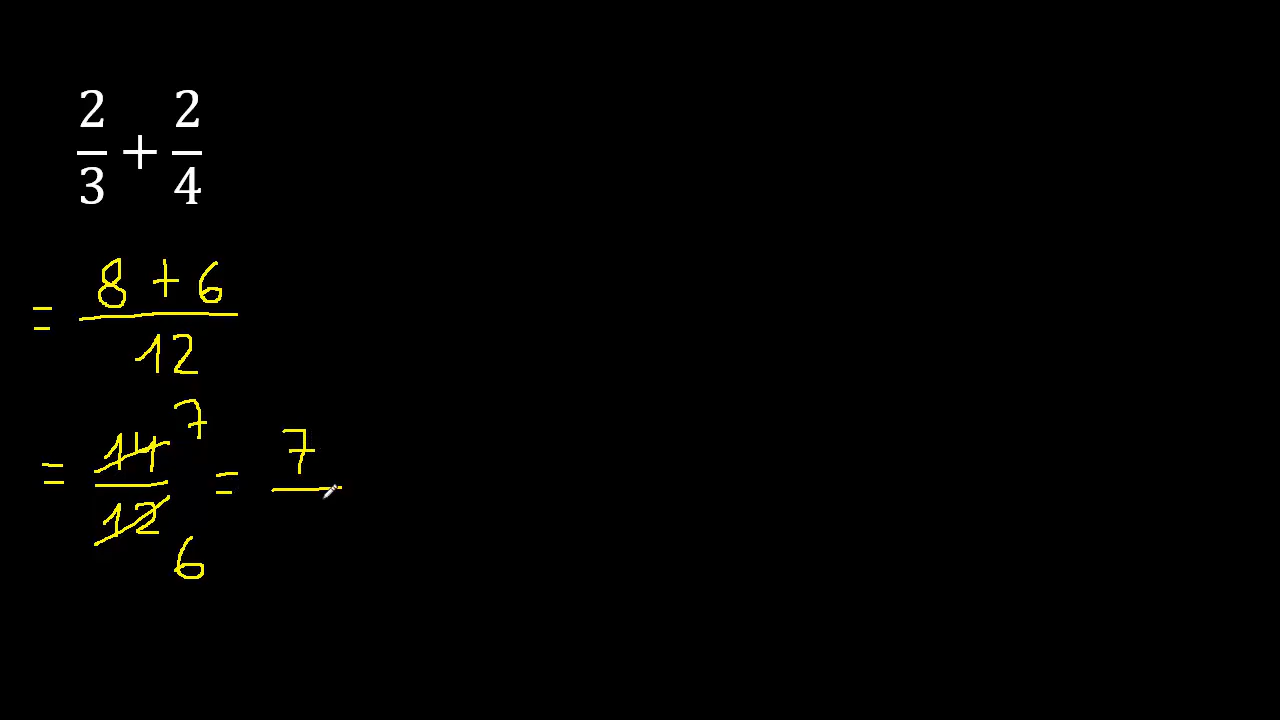 2/3 + 2/4
= 8 + 6 / 12
= 14/12 7 6 = 7